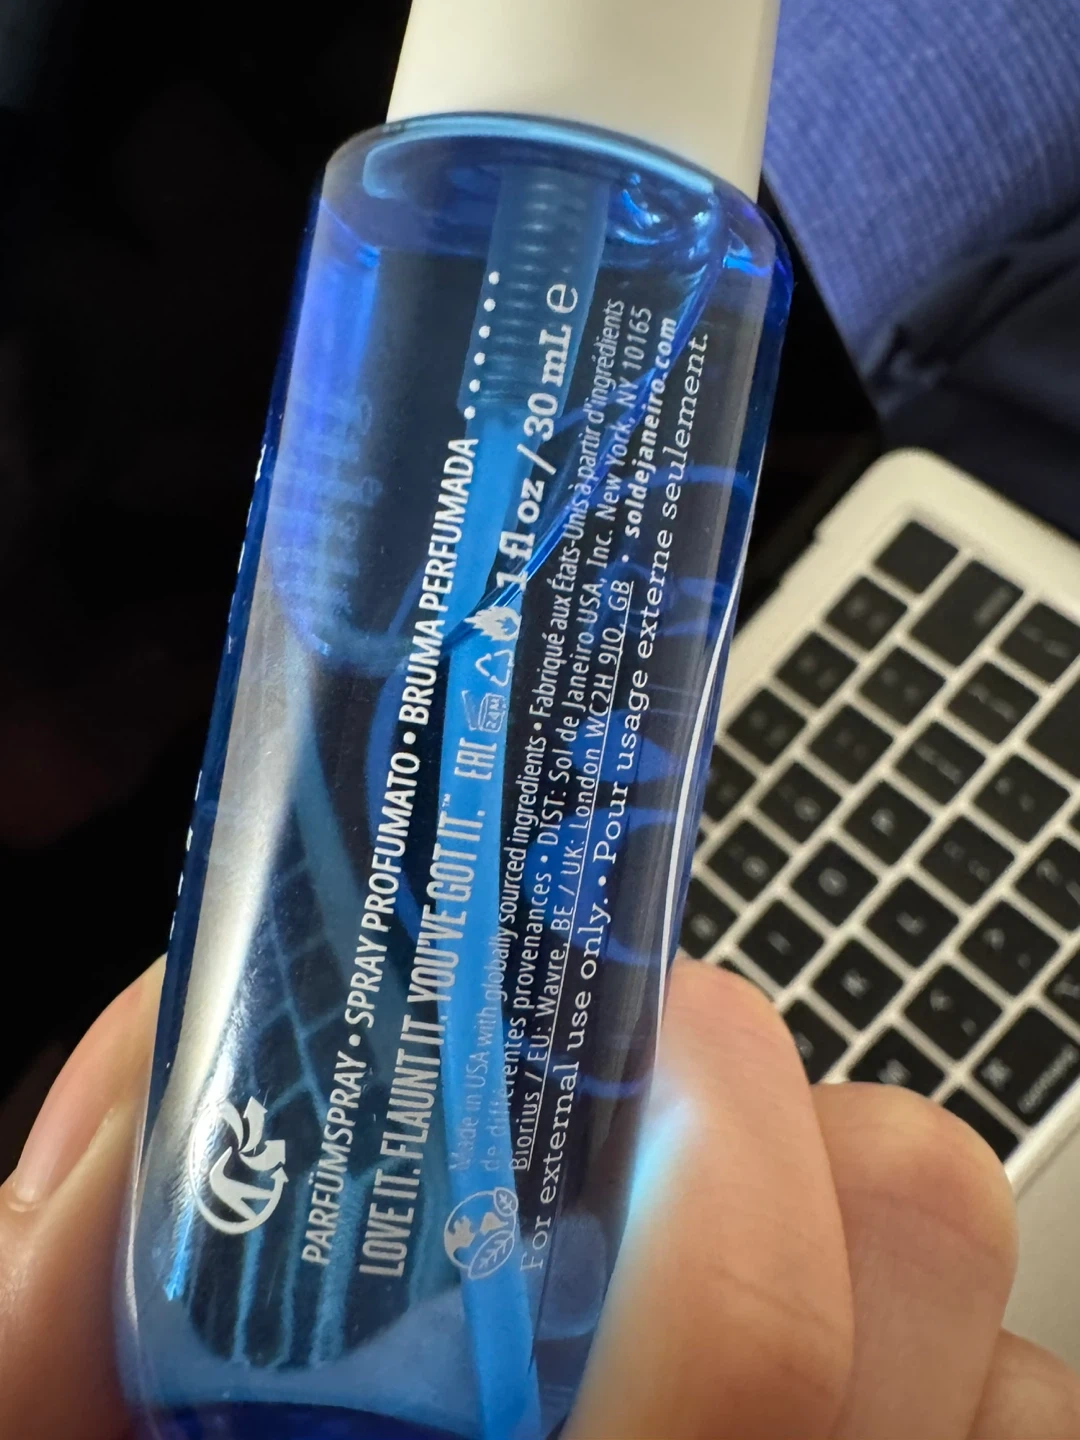 PARFÜMSPRAY • SPRAY PROFUMATO • BRUMA PERFUMADA
LOVE IT. FLAUNT IT. YOU'VE GOT IT.™ EAC 24M 1 fl oz / 30 mL e
Made in USA with globally sourced ingredients • Fabriqué aux États-Unis à partir d'ingrédients
de différentes provenances • DIST: Sol de Janeiro USA, Inc. New York, NY 10165
Biorius / EU: Wavre, BE / UK: London WC2H 9JQ, GB • soldejaneiro.com
For external use only. • Pour usage externe seulement.